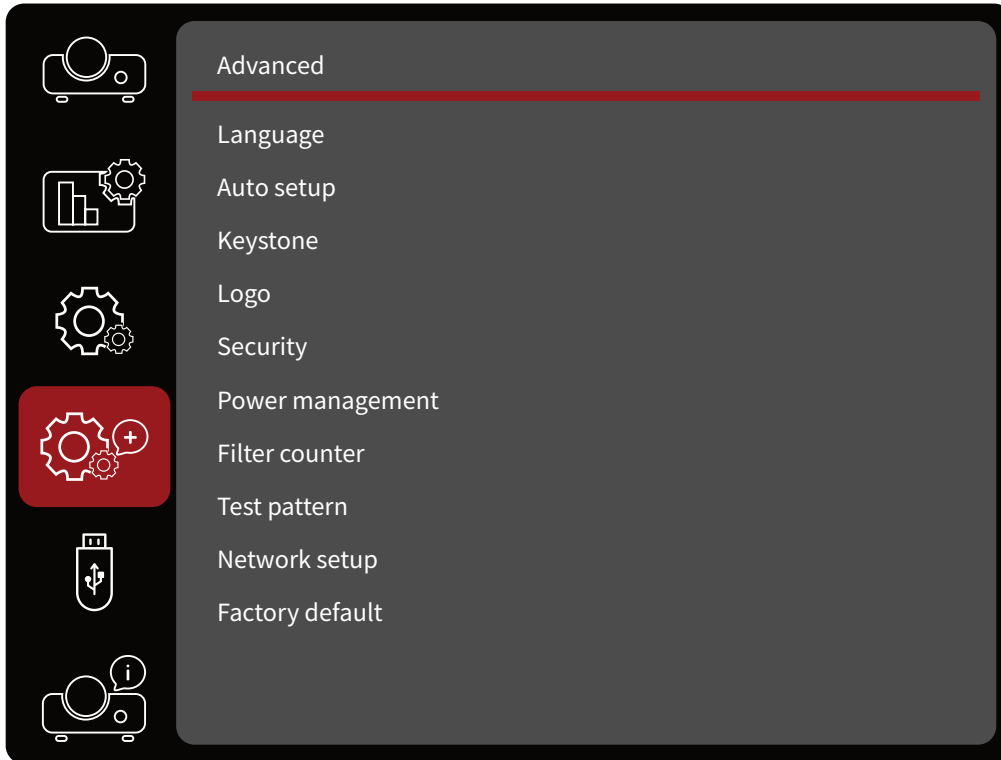 Advanced
Language
Auto setup
Keystone
Logo
Security
Power management
Filter counter
Test pattern
Network setup
Factory default
i